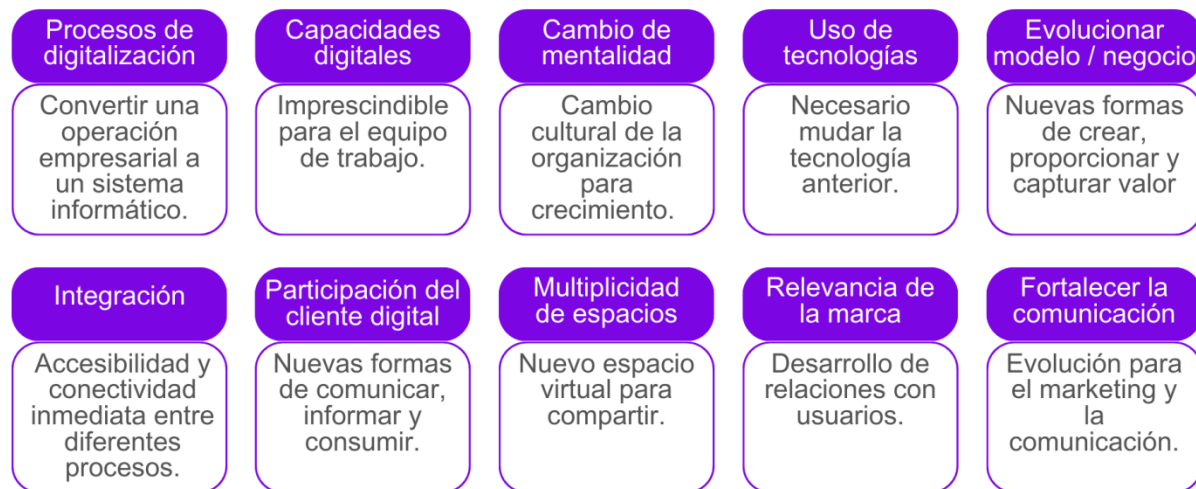 Procesos de
digitalización
Convertir una
operación
empresarial a
un sistema
informático.
Capacidades
digitales
Imprescindible
para el equipo
de trabajo.
Cambio de
mentalidad
Cambio
cultural de la
organización
para
crecimiento.
Uso de
tecnologías
Necesario
mudar la
tecnología
anterior.
Evolucionar
modelo / negocio
Nuevas formas
de crear,
proporcionar y
capturar valor
Integración
Accesibilidad y
conectividad
inmediata entre
diferentes
procesos.
Participación del
cliente digital
Nuevas formas
de comunicar,
informar y
consumir.
Multiplicidad
de espacios
Nuevo espacio
virtual para
compartir.
Relevancia de
la marca
Desarrollo de
relaciones con
usuarios.
Fortalecer la
comunicación
Evolución para
el marketing y
la
comunicación.